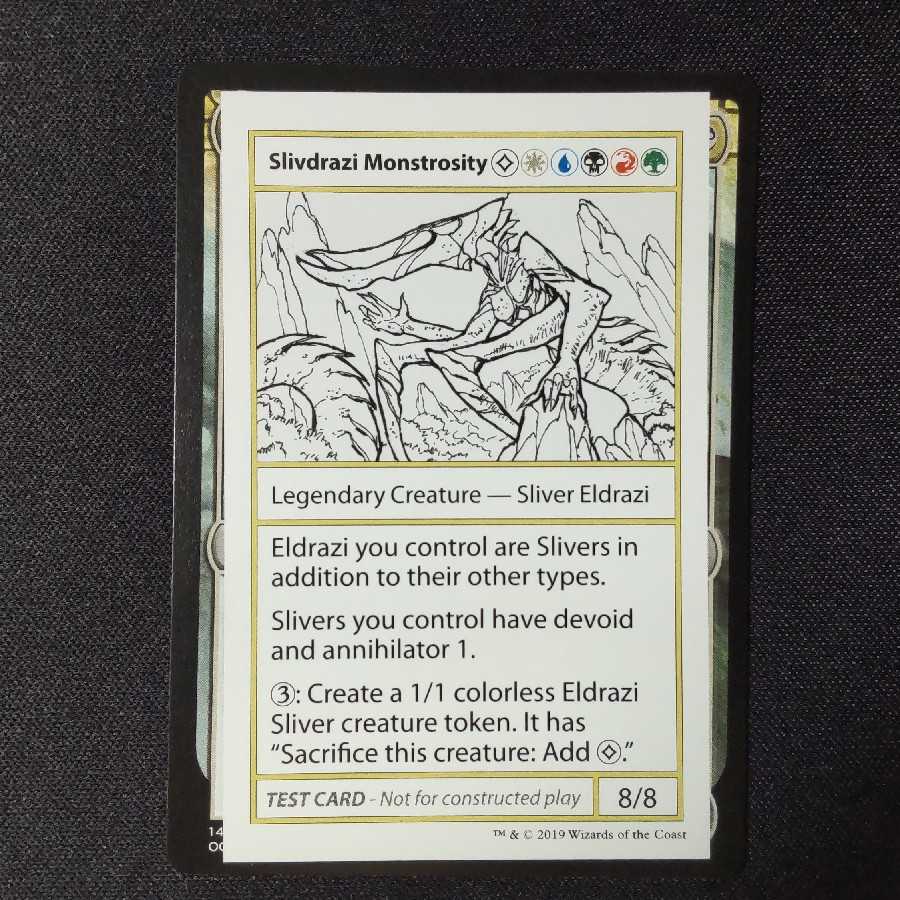 Slivdrazi Monstrosity
Legendary Creature — Sliver Eldrazi
Eldrazi you control are Slivers in
addition to their other types.
Slivers you control have devoid
and annihilator 1.
3: Create a 1/1 colorless Eldrazi
Sliver creature token. It has
“Sacrifice this creature: Add .”
TEST CARD - Not for constructed play
8/8
™ & © 2019 Wizards of the Coast
14